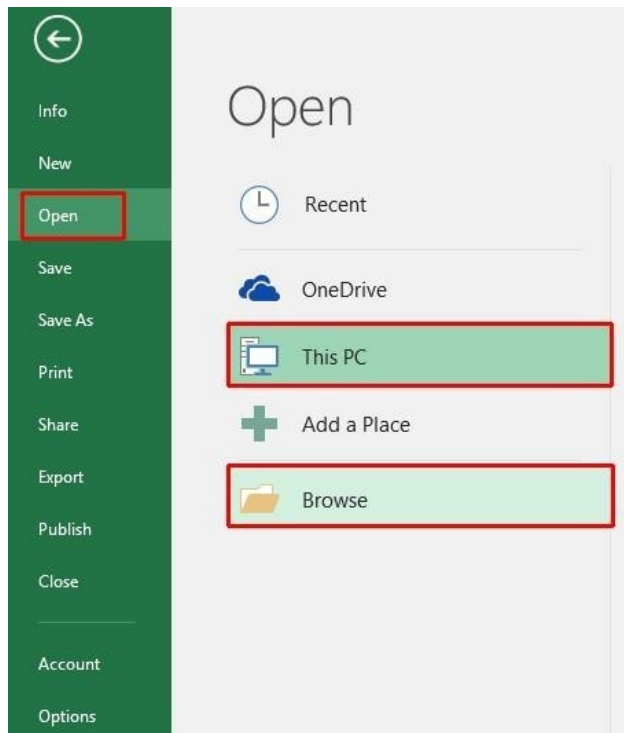 Info
New
Open
Save
Save As
Print
Share
Export
Publish
Close
Account
Options
Open
Recent
OneDrive
This PC
Add a Place
Browse